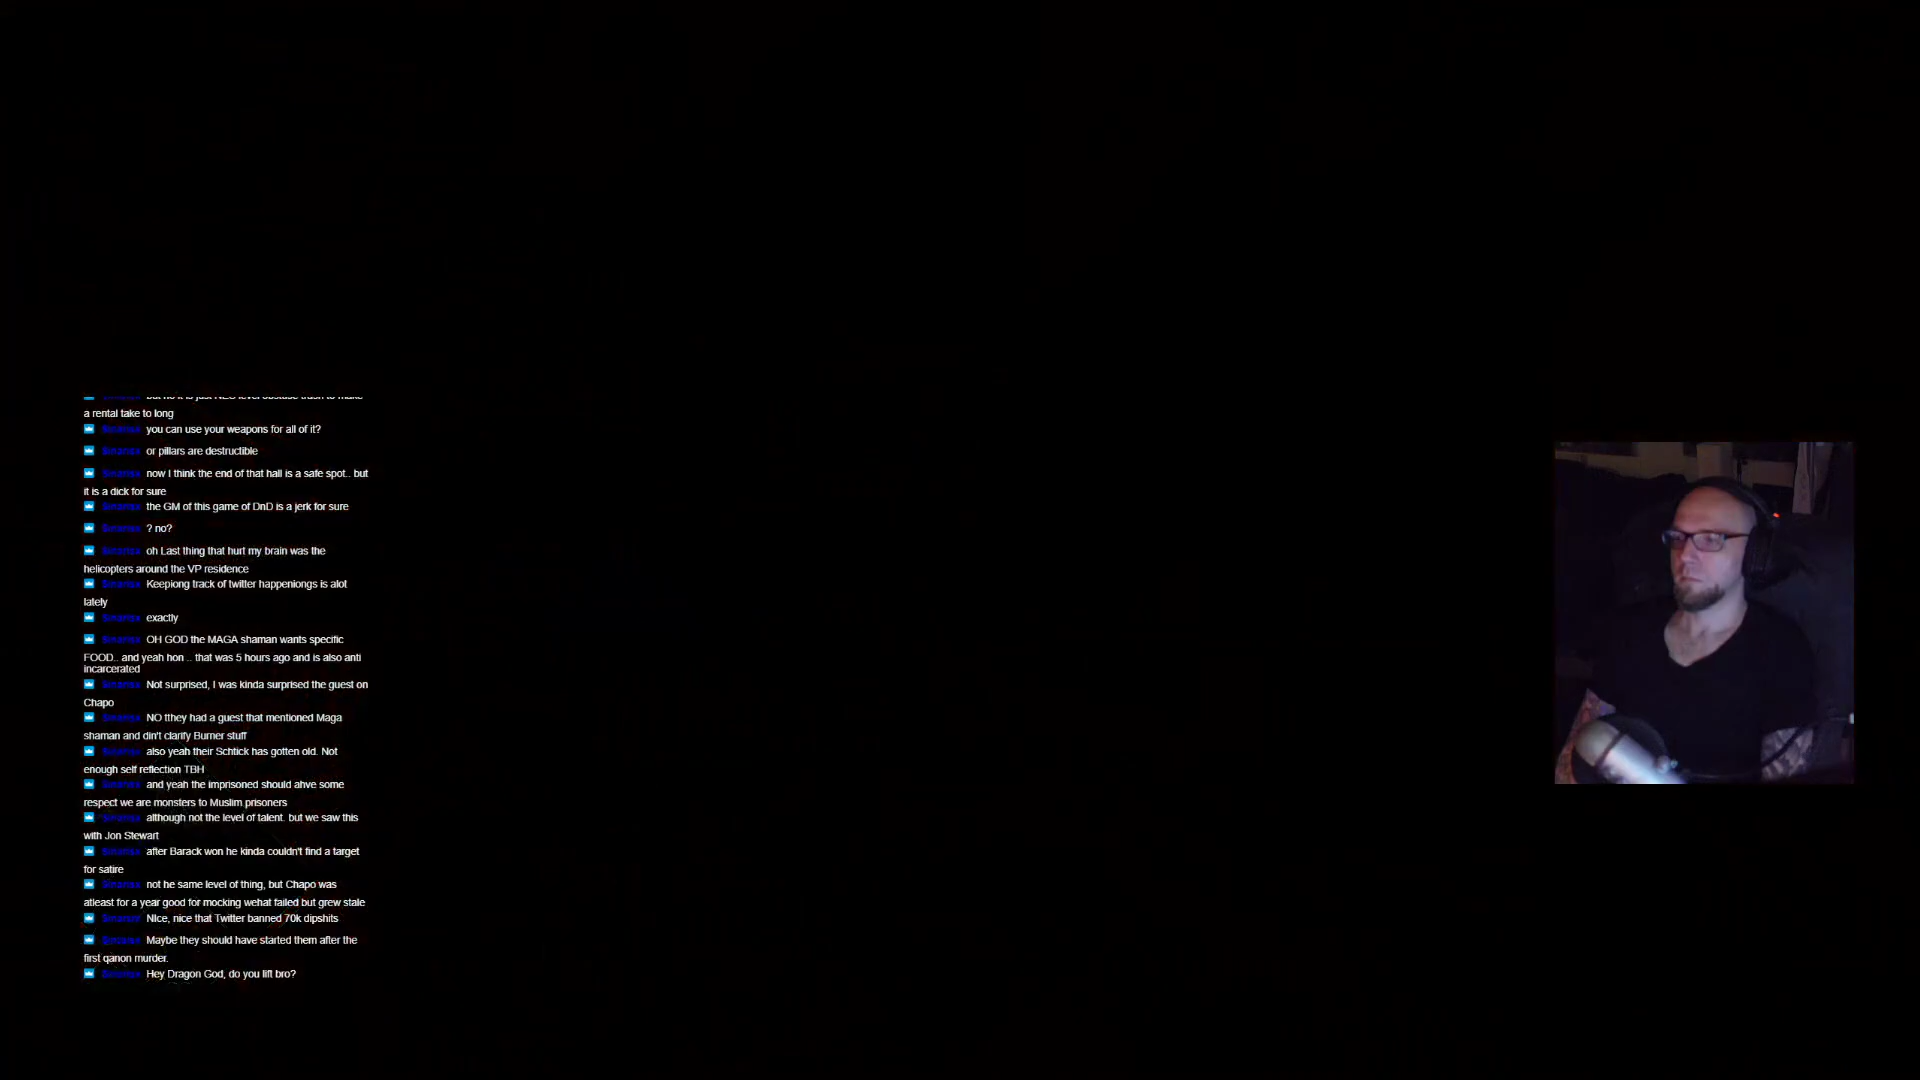 a rental take to long
you can use your weapons for all of it?
or pillars are destructible
now I think the end of that hall is a safe spot.. but
it is a dick for sure
the GM of this game of DnD is a jerk for sure
? no?
oh Last thing that hurt my brain was the
helicopters around the VP residence
Keepiong track of twitter happeniongs is alot
lately
exactly
OH GOD the MAGA shaman wants specific
FOOD.. and yeah hon .. that was 5 hours ago and is also anti
incarcerated
Not surprised, I was kinda surprised the guest on
Chapo
NO tthey had a guest that mentioned Maga
shaman and din't clarify Burner stuff
also yeah their Schtick has gotten old. Not
enough self reflection TBH
and yeah the imprisoned should ahve some
respect we are monsters to Muslim prisoners
although not the level of talent. but we saw this
with Jon Stewart
after Barack won he kinda couldn't find a target
for satire
not he same level of thing, but Chapo was
atleast for a year good for mocking wehat failed but grew stale
NIce, nice that Twitter banned 70k dipshits
Maybe they should have started them after the
first qanon murder.
Hey Dragon God, do you lift bro?